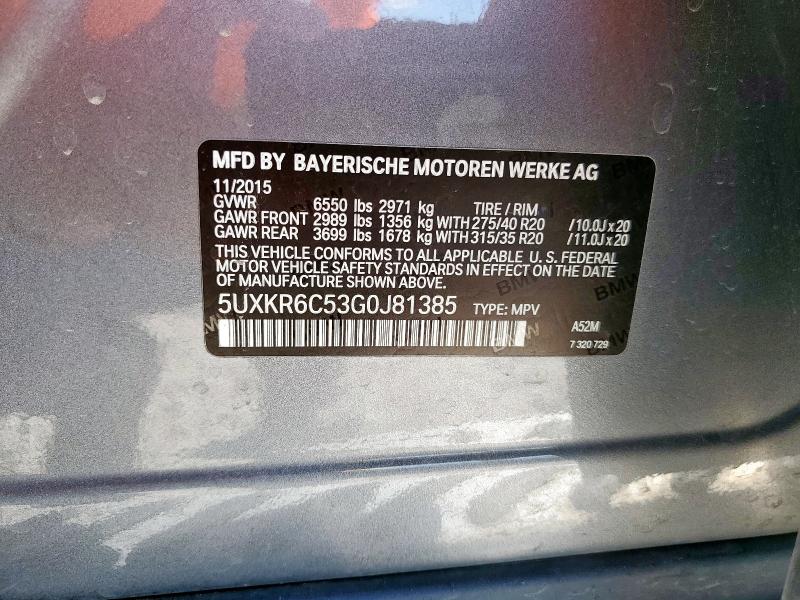 MFD BY BAYERISCHE MOTOREN WERKE AG
11/2015
GVWR 6550 lbs 2971 kg TIRE / RIM
GAWR FRONT 2989 lbs 1356 kg WITH 275/40 R20 /10.0J x 20
GAWR REAR 3699 lbs 1678 kg WITH 315/35 R20 /11.0J x 20
THIS VEHICLE CONFORMS TO ALL APPLICABLE U. S. FEDERAL
MOTOR VEHICLE SAFETY STANDARDS IN EFFECT ON THE DATE
OF MANUFACTURE SHOWN ABOVE.
5UXKR6C53G0J81385 TYPE: MPV
A52M
7 320 729